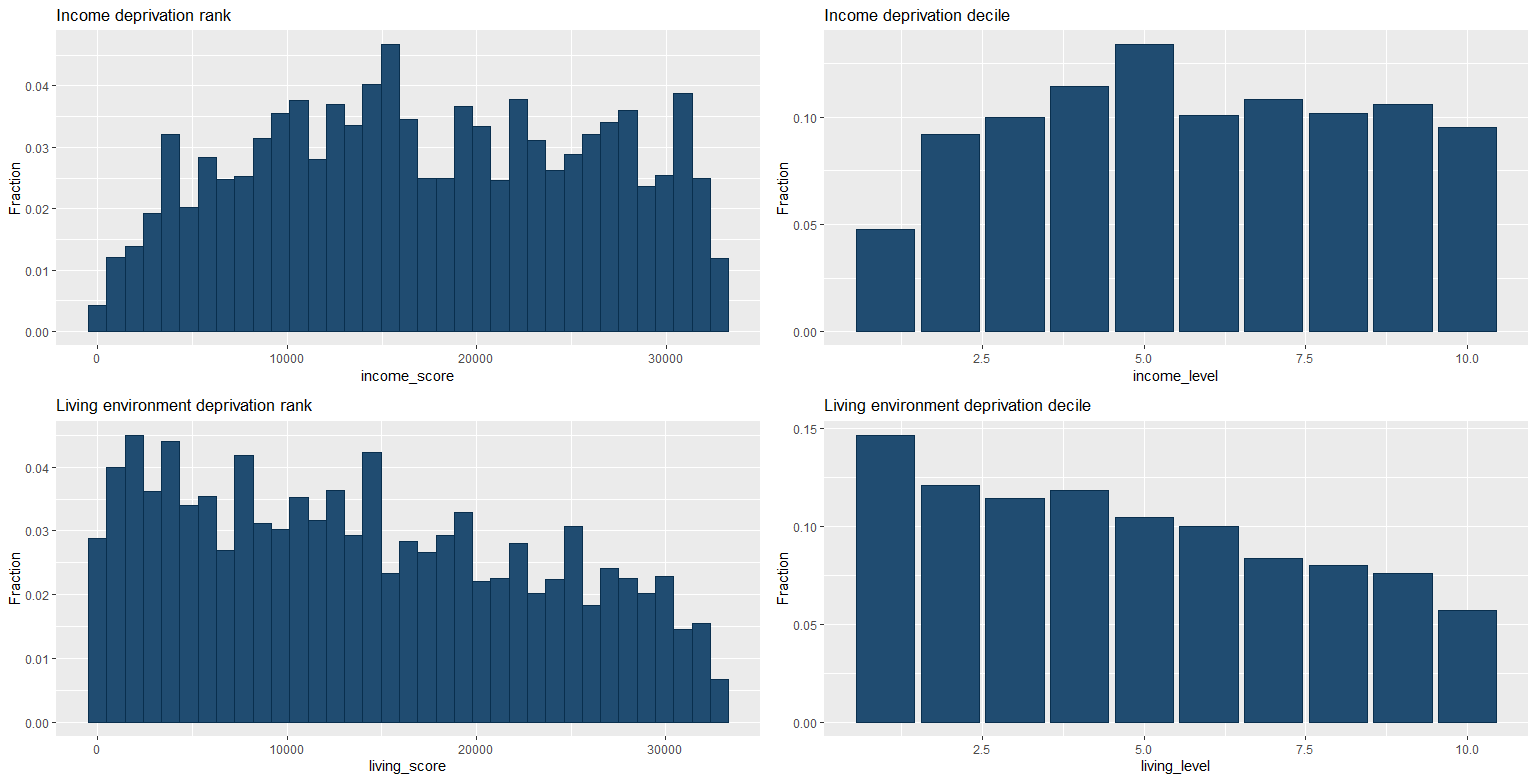 Income deprivation rank
Fraction
0.04
0.03
0.02
0.01
0.00
0 10000 20000 30000
income_score
Income deprivation decile
Fraction
0.10
0.05
0.00
2.5 5.0 7.5 10.0
income_level
Living environment deprivation rank
Fraction
0.04
0.03
0.02
0.01
0.00
0 10000 20000 30000
living_score
Living environment deprivation decile
Fraction
0.15
0.10
0.05
0.00
2.5 5.0 7.5 10.0
living_level